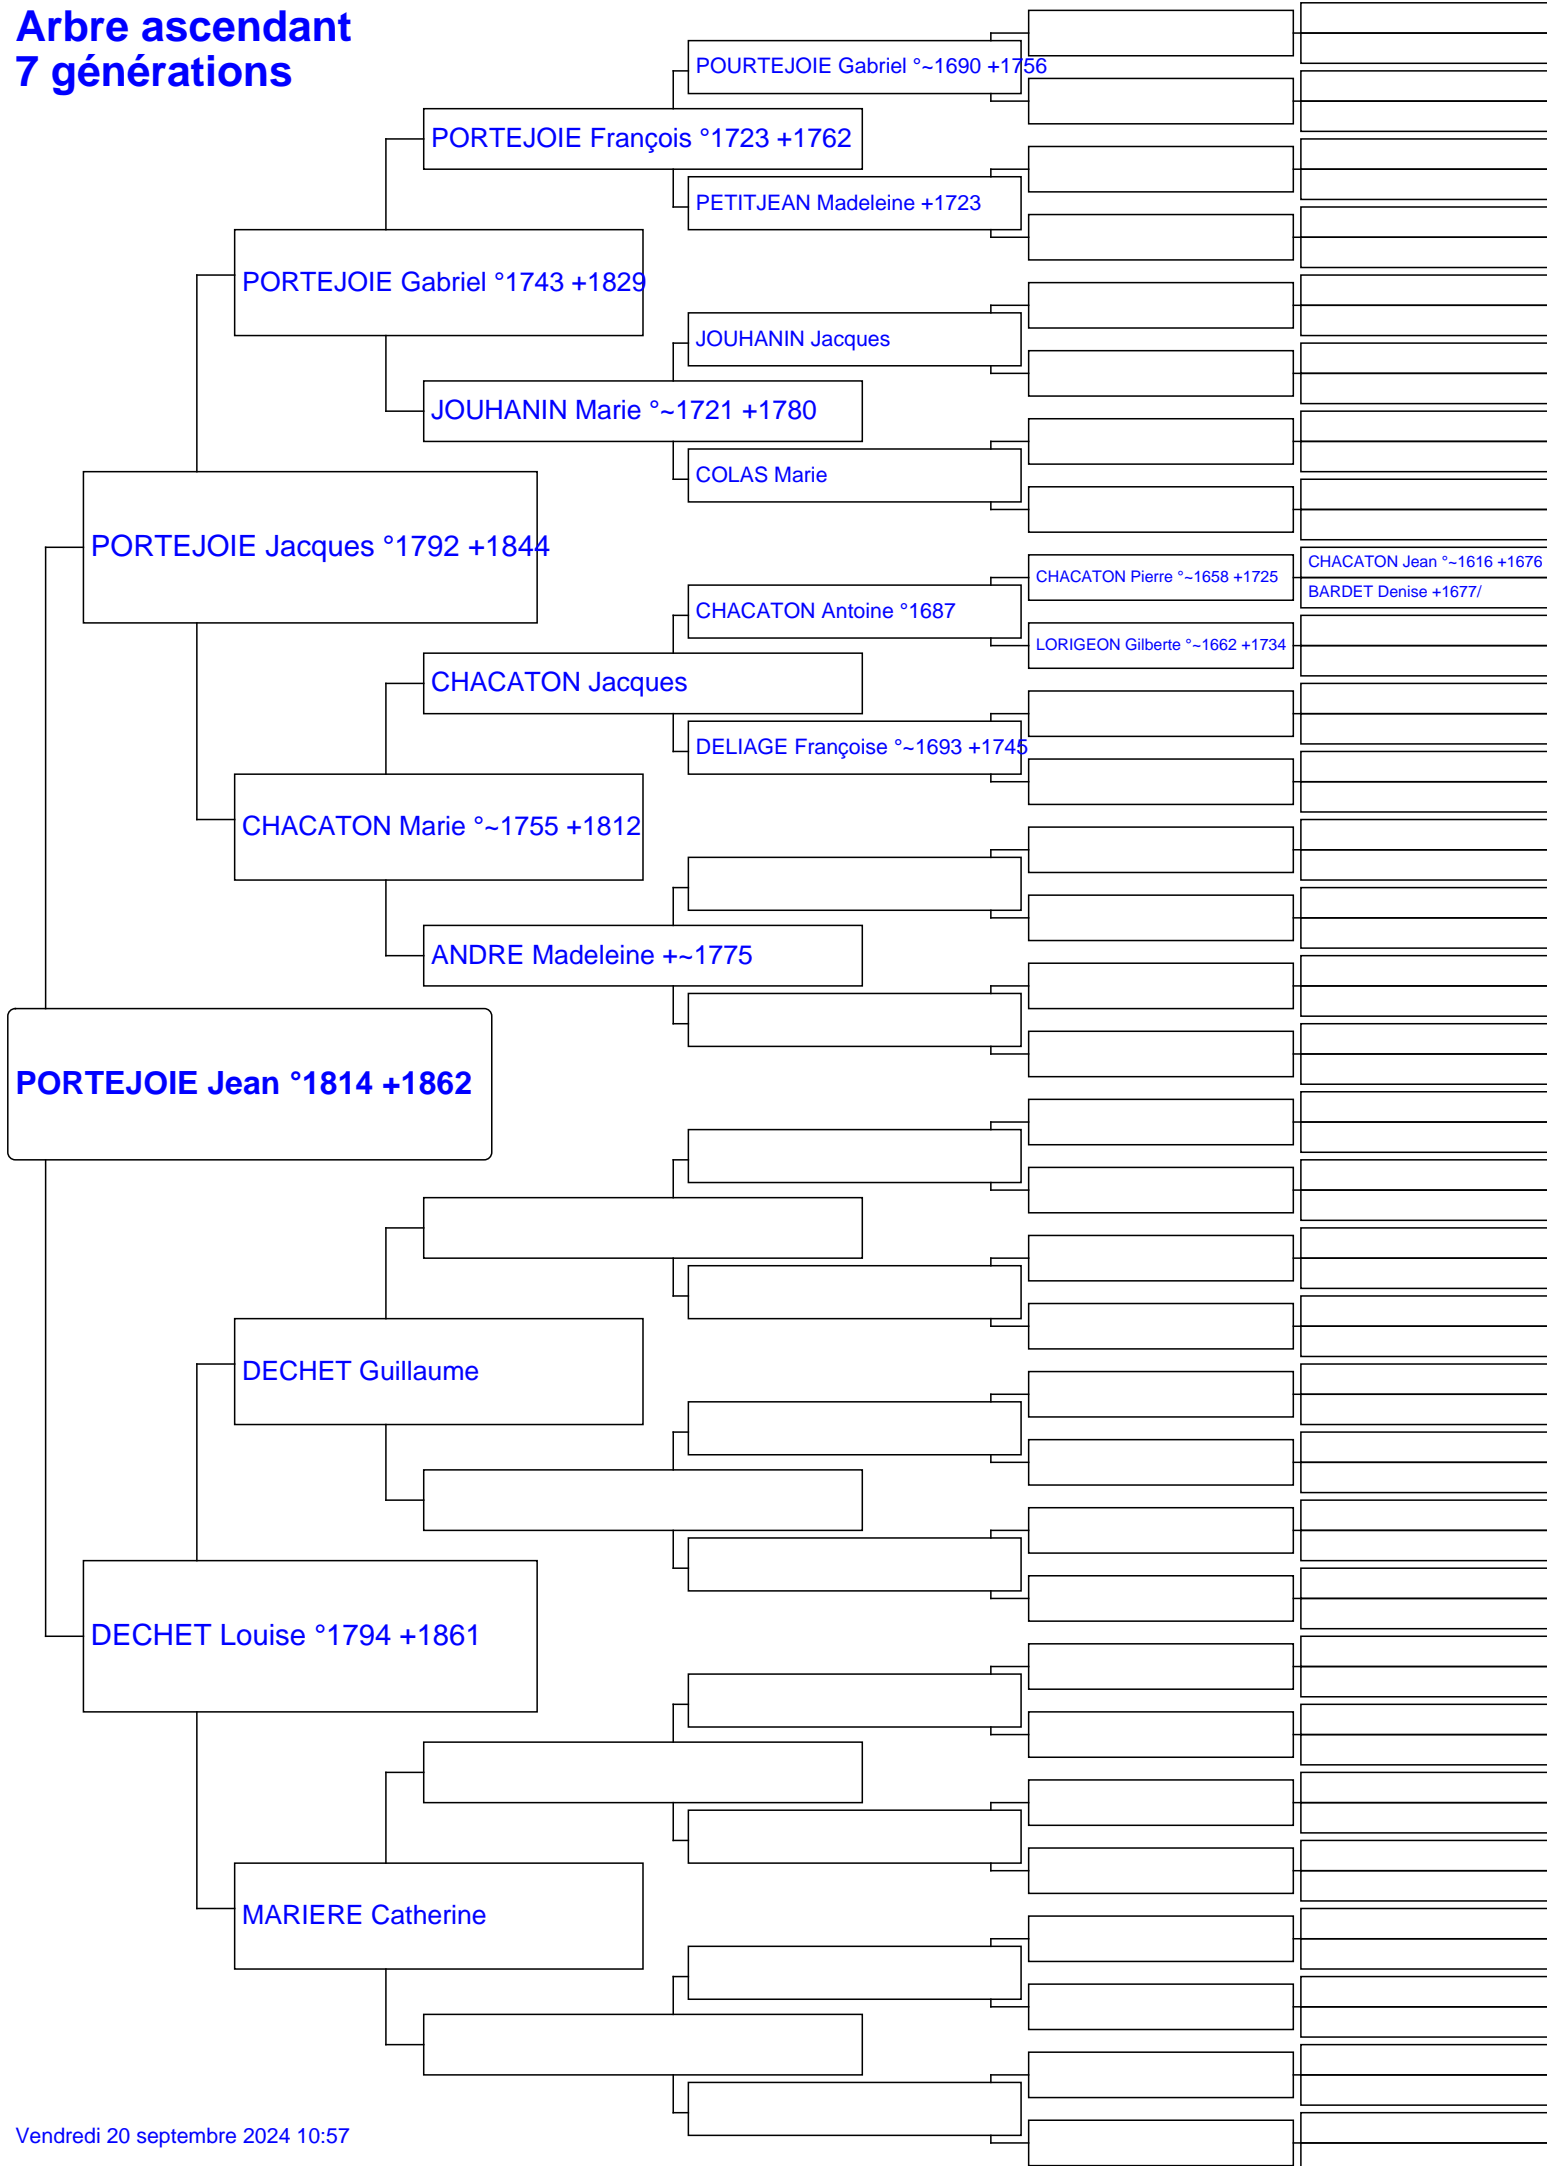 Arbre ascendant
7 générations
POURTEJOIE Gabriel °~1690 +1756
PORTEJOIE François °1723 +1762
PETITJEAN Madeleine +1723
PORTEJOIE Gabriel °1743 +1829
JOUHANIN Jacques
JOUHANIN Marie °~1721 +1780
COLAS Marie
PORTEJOIE Jacques °1792 +1844
CHACATON Jean °~1616 +1676
CHACATON Pierre °~1658 +1725
BARDET Denise +1677/
CHACATON Antoine °1687
LORIGEON Gilberte °~1662 +1734
CHACATON Jacques
DELIAGE Françoise °~1693 +1745
CHACATON Marie °~1755 +1812
ANDRE Madeleine +~1775
PORTEJOIE Jean °1814 +1862
DECHET Guillaume
DECHET Louise °1794 +1861
MARIERE Catherine
Vendredi 20 septembre 2024 10:57